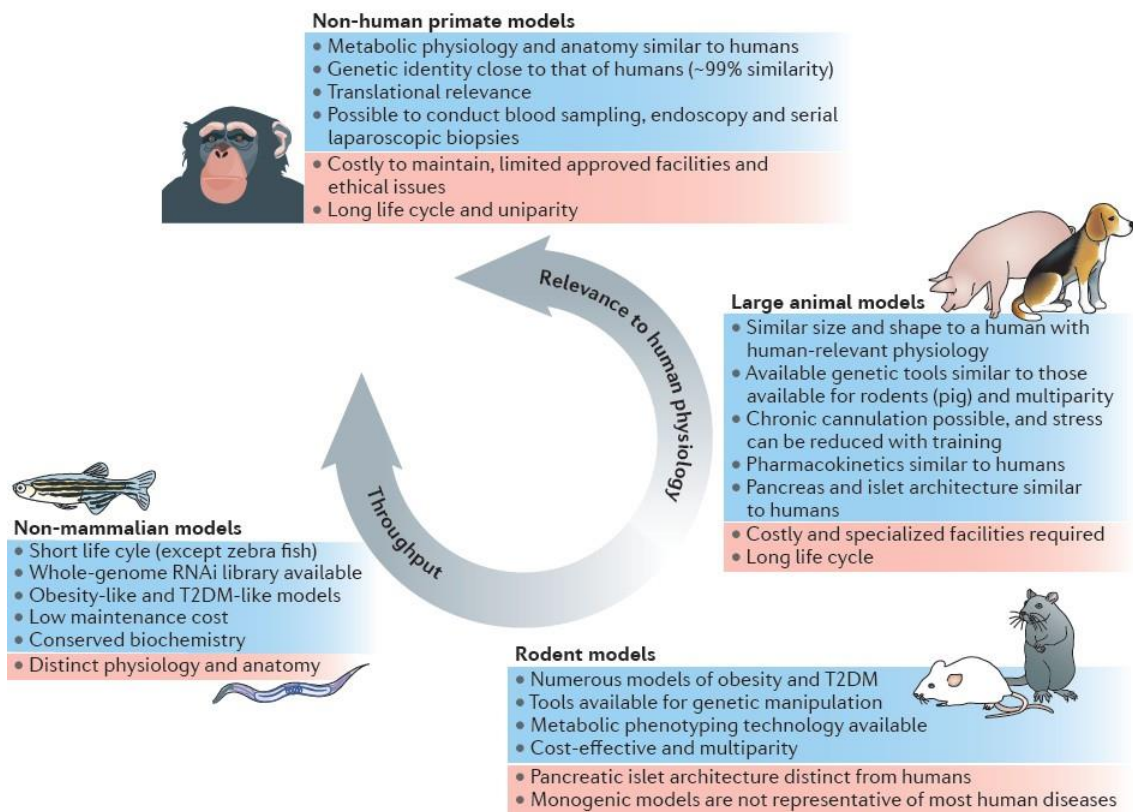 Non-human primate models
• Metabolic physiology and anatomy similar to humans
• Genetic identity close to that of humans (~99% similarity)
• Translational relevance
• Possible to conduct blood sampling, endoscopy and serial
laparoscopic biopsies
• Costly to maintain, limited approved facilities and
ethical issues
• Long life cycle and uniparity
Relevance to human physiology
Throughput
Large animal models
• Similar size and shape to a human with
human-relevant physiology
• Available genetic tools similar to those
available for rodents (pig) and multiparity
• Chronic cannulation possible, and stress
can be reduced with training
• Pharmacokinetics similar to humans
• Pancreas and islet architecture similar
to humans
• Costly and specialized facilities required
• Long life cycle
Non-mammalian models
• Short life cyle (except zebra fish)
• Whole-genome RNAi library available
• Obesity-like and T2DM-like models
• Low maintenance cost
• Conserved biochemistry
• Distinct physiology and anatomy
Rodent models
• Numerous models of obesity and T2DM
• Tools available for genetic manipulation
• Metabolic phenotyping technology available
• Cost-effective and multiparity
• Pancreatic islet architecture distinct from humans
• Monogenic models are not representative of most human diseases